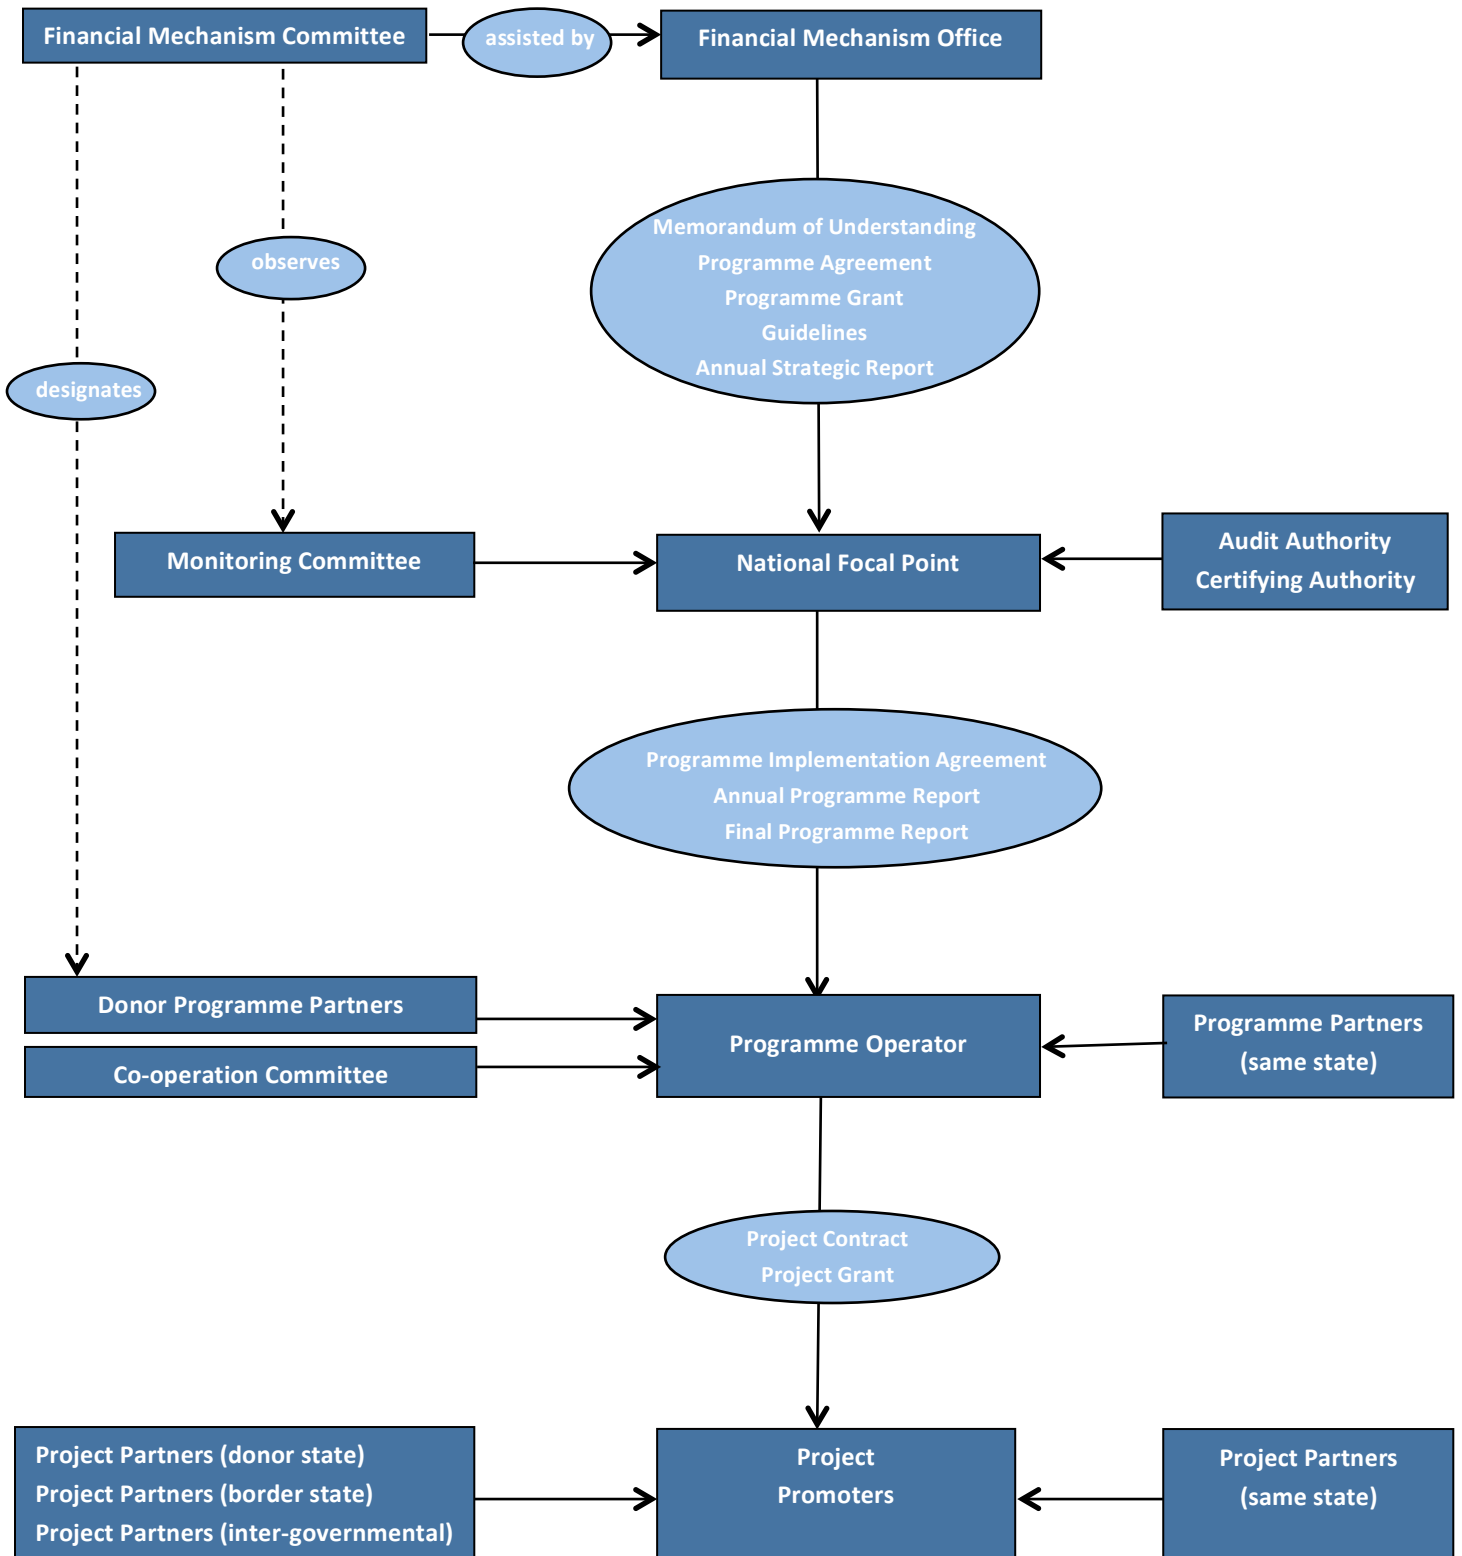 Financial Mechanism Committee
assisted by
Financial Mechanism Office
Memorandum of Understanding
Programme Agreement
Programme Grant
Guidelines
Annual Strategic Report
observes
designates
Monitoring Committee
National Focal Point
Audit Authority
Certifying Authority
Programme Implementation Agreement
Annual Programme Report
Final Programme Report
Donor Programme Partners
Co-operation Committee
Programme Operator
Programme Partners
(same state)
Project Contract
Project Grant
Project Partners (donor state)
Project Partners (border state)
Project Partners (inter-governmental)
Project
Promoters
Project Partners
(same state)